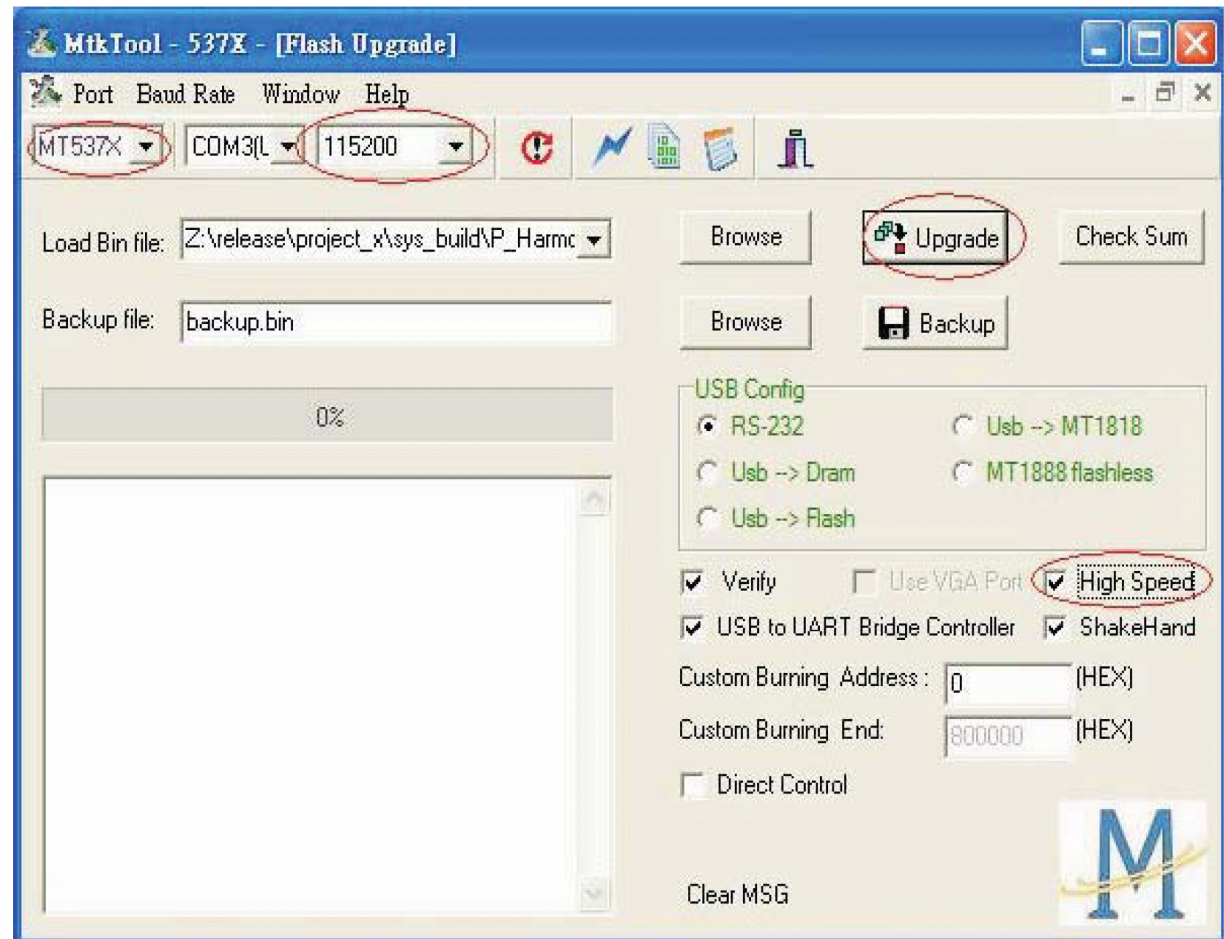 MtkTool - 537X - [Flash Upgrade]
Port Baud Rate Window Help
MT537X COM3(L 115200
Load Bin file: Z:\release\project_x\sys_build\P_Harmc Browse Upgrade Check Sum
Backup file: backup.bin Browse Backup
0%
USB Config
RS-232 Usb --> MT1818
Usb --> Dram MT1888 flashless
Usb --> Flash
Verify Use VGA Port High Speed
USB to UART Bridge Controller ShakeHand
Custom Burning Address : 0 (HEX)
Custom Burning End: 800000 (HEX)
Direct Control
Clear MSG
M